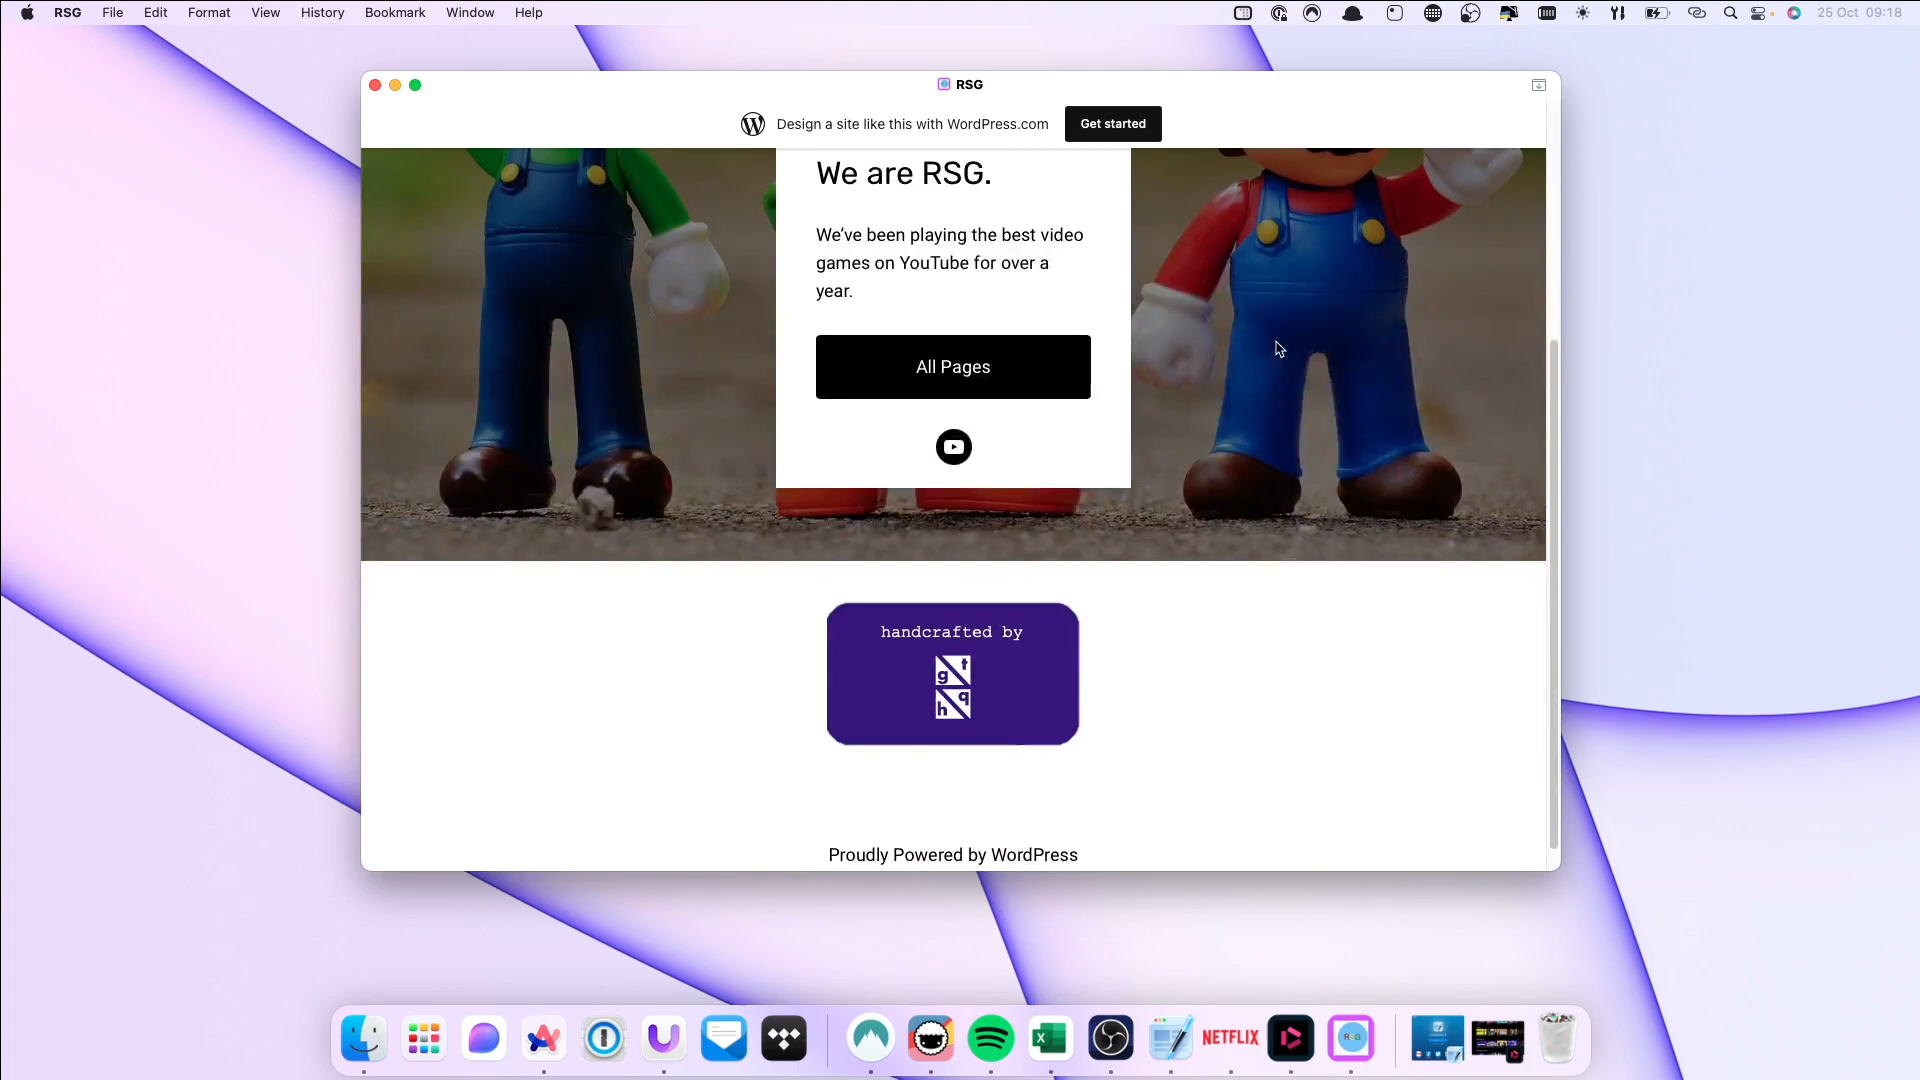 RSG File Edit Format View History Bookmark Window Help
25 Oct 09:18
RSG
Design a site like this with WordPress.com
Get started
We are RSG.
We’ve been playing the best video
games on YouTube for over a
year.
All Pages
handcrafted by
g t
h q
Proudly Powered by WordPress
NETFLIX